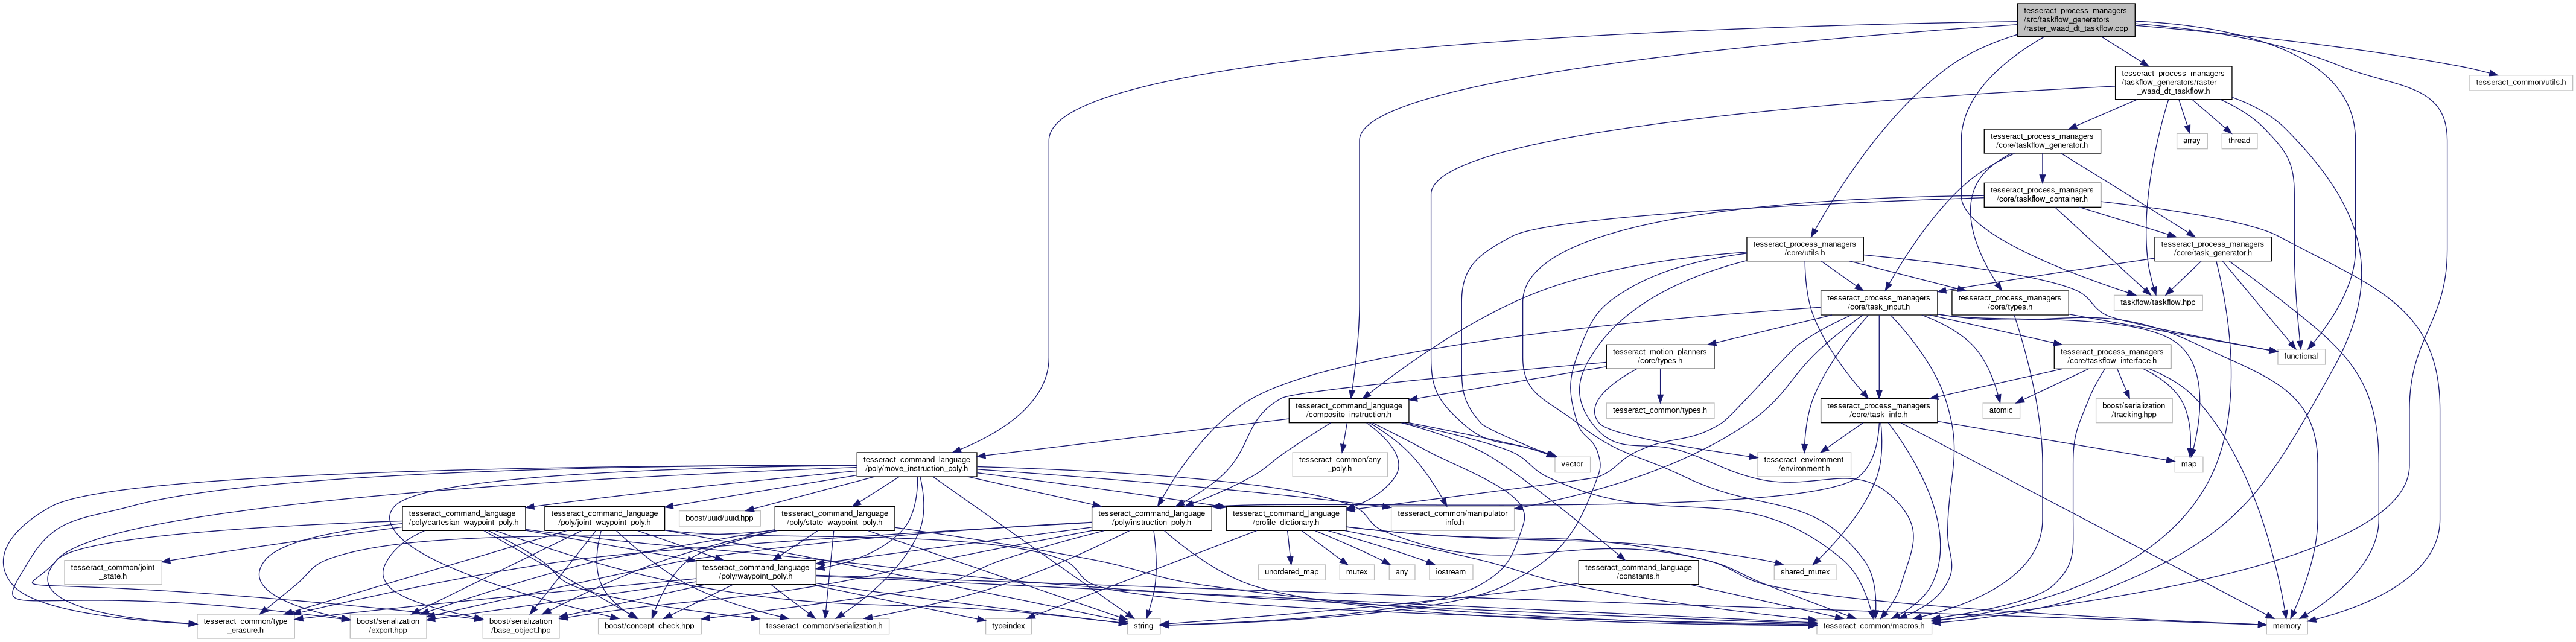 tesseract_process_managers
/src/taskflow_generators
/raster_waad_dt_taskflow.cpp
tesseract_process_managers
/taskflow_generators/raster
_waad_dt_taskflow.h
tesseract_common/utils.h
tesseract_process_managers
/core/taskflow_generator.h
array
thread
tesseract_process_managers
/core/taskflow_container.h
tesseract_process_managers
/core/utils.h
tesseract_process_managers
/core/task_generator.h
tesseract_process_managers
/core/task_input.h
tesseract_process_managers
/core/types.h
taskflow/taskflow.hpp
tesseract_motion_planners
/core/types.h
tesseract_process_managers
/core/taskflow_interface.h
functional
tesseract_command_language
/composite_instruction.h
tesseract_common/types.h
tesseract_process_managers
/core/task_info.h
atomic
boost/serialization
/tracking.hpp
tesseract_command_language
/poly/move_instruction_poly.h
tesseract_common/any
_poly.h
vector
tesseract_environment
/environment.h
map
tesseract_command_language
/poly/cartesian_waypoint_poly.h
tesseract_command_language
/poly/joint_waypoint_poly.h
boost/uuid/uuid.hpp
tesseract_command_language
/poly/state_waypoint_poly.h
tesseract_command_language
/poly/instruction_poly.h
tesseract_command_language
/profile_dictionary.h
tesseract_common/manipulator
_info.h
tesseract_common/joint
_state.h
tesseract_command_language
/poly/waypoint_poly.h
unordered_map
mutex
any
iostream
tesseract_command_language
/constants.h
shared_mutex
tesseract_common/type
_erasure.h
boost/serialization
/export.hpp
boost/serialization
/base_object.hpp
boost/concept_check.hpp
tesseract_common/serialization.h
typeindex
string
tesseract_common/macros.h
memory